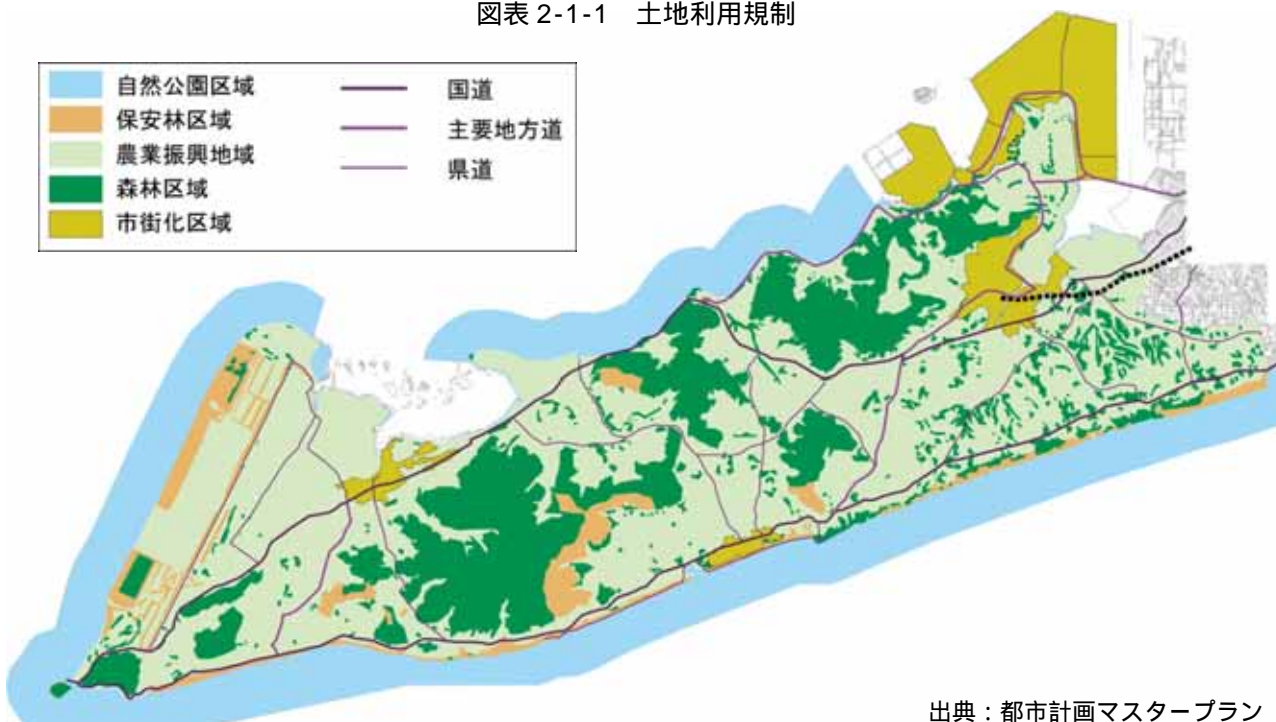 図表 2-1-1 土地利用規制
自然公園区域
保安林区域
農業振興地域
森林区域
市街化区域
国道
主要地方道
県道
出典：都市計画マスタープラン